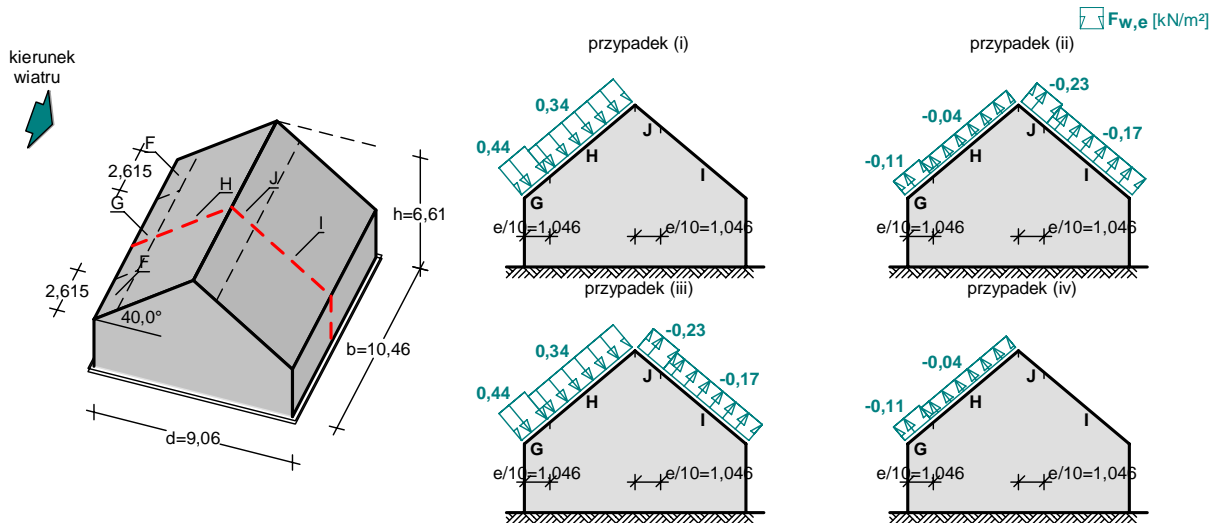 F w,e [kN/m²]
kierunek
wiatru
F
2,615
G
H
J
I
F
2,615
40,0°
h=6,61
b=10,46
d=9,06
przypadek (i)
0,34
0,44
J
H
I
G
e/10=1,046
e/10=1,046
przypadek (ii)
-0,23
-0,04
-0,17
-0,11
J
H
I
G
e/10=1,046
e/10=1,046
przypadek (iii)
-0,23
0,34
-0,17
0,44
J
H
I
G
e/10=1,046
e/10=1,046
przypadek (iv)
-0,04
-0,11
J
H
I
G
e/10=1,046
e/10=1,046